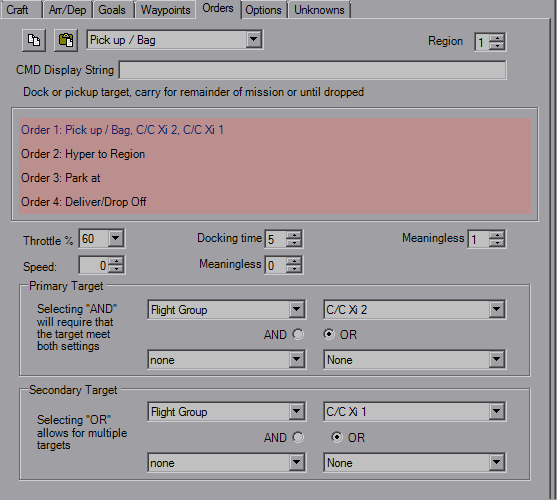 Craft Arr/Dep Goals Waypoints Orders Options Unknowns
Pick up / Bag Region 1
CMD Display String
Dock or pickup target, carry for remainder of mission or until dropped
Order 1: Pick up / Bag, C/C Xi 2, C/C Xi 1
Order 2: Hyper to Region
Order 3: Park at
Order 4: Deliver/Drop Off
Throttle % 60 Docking time 5 Meaningless 1
Speed: 0 Meaningless 0
Primary Target
Selecting "AND" Flight Group C/C Xi 2
will require that
the target meet AND OR
both settings
none None
Secondary Target
Flight Group C/C Xi 1
Selecting "OR"
allows for multiple AND OR
targets
none None